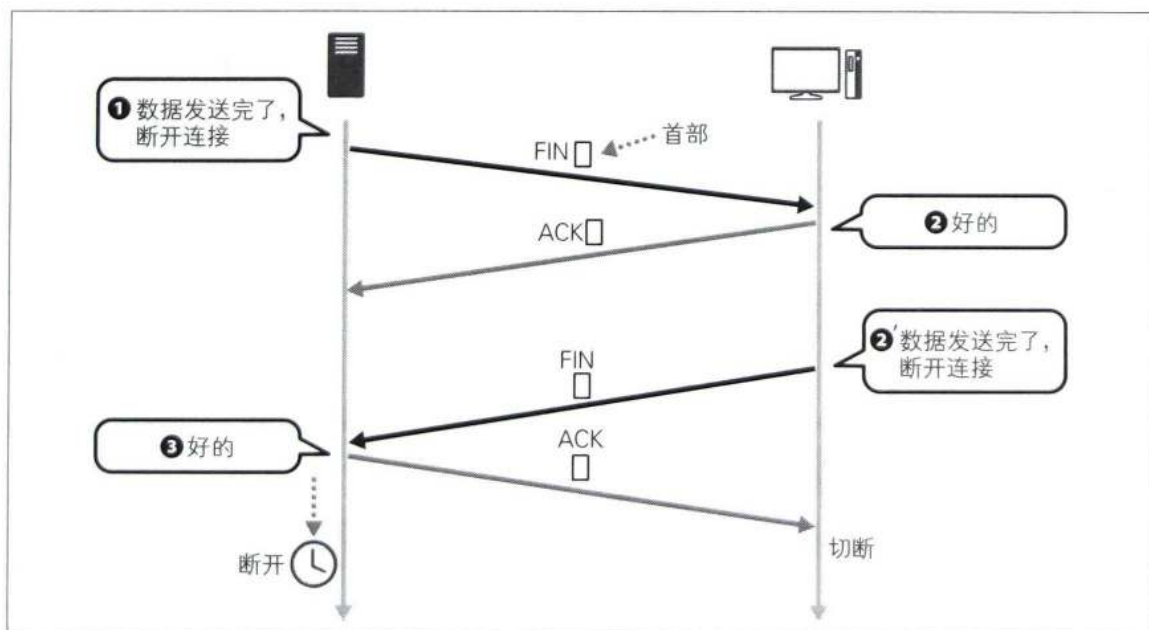 ❶ 数据发送完了，
断开连接
FIN
首部
ACK
❷ 好的
❷′数据发送完了，
断开连接
FIN
❸ 好的
ACK
断开
切断